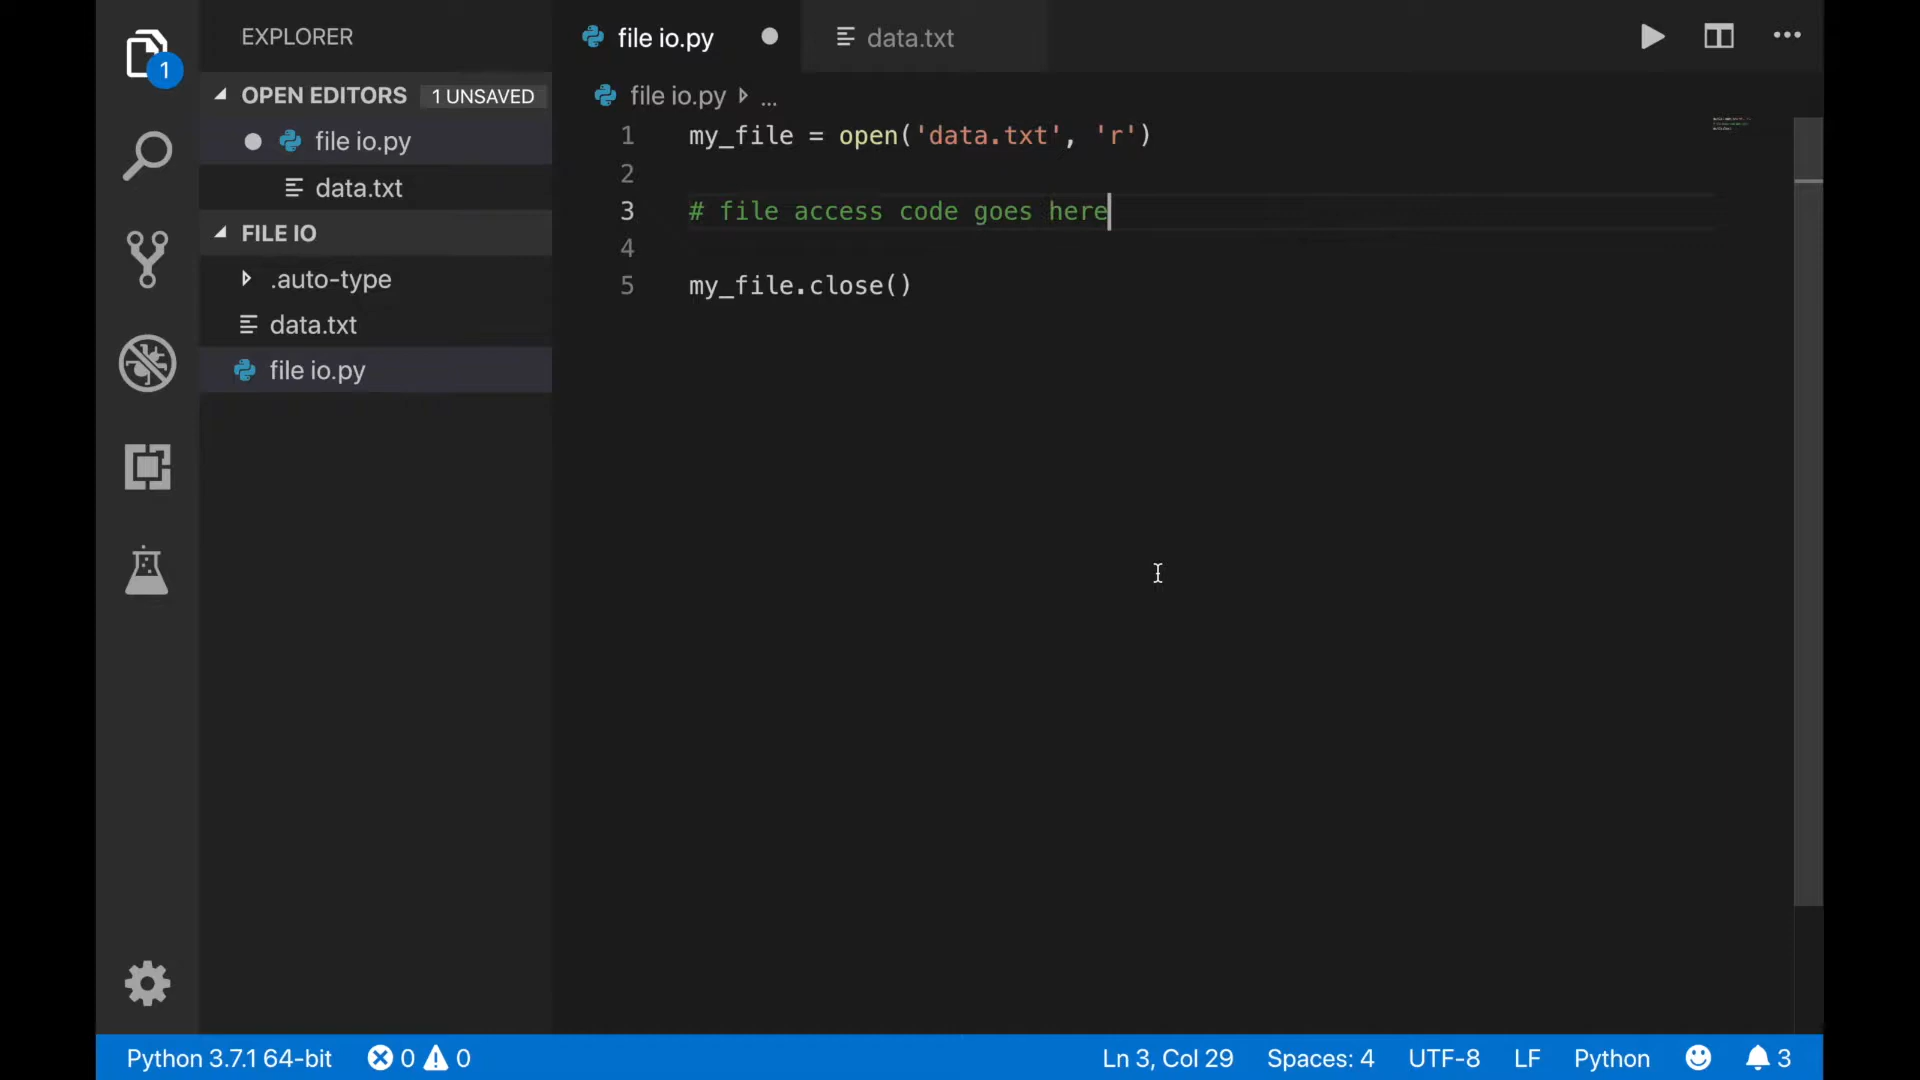 1
EXPLORER
OPEN EDITORS 1 UNSAVED
file io.py
data.txt
FILE IO
.auto-type
data.txt
file io.py
file io.py
data.txt
file io.py ...
1 my_file = open('data.txt', 'r')
2
3 # file access code goes here
4
5 my_file.close()
Python 3.7.1 64-bit 0 0 Ln 3, Col 29 Spaces: 4 UTF-8 LF Python 3